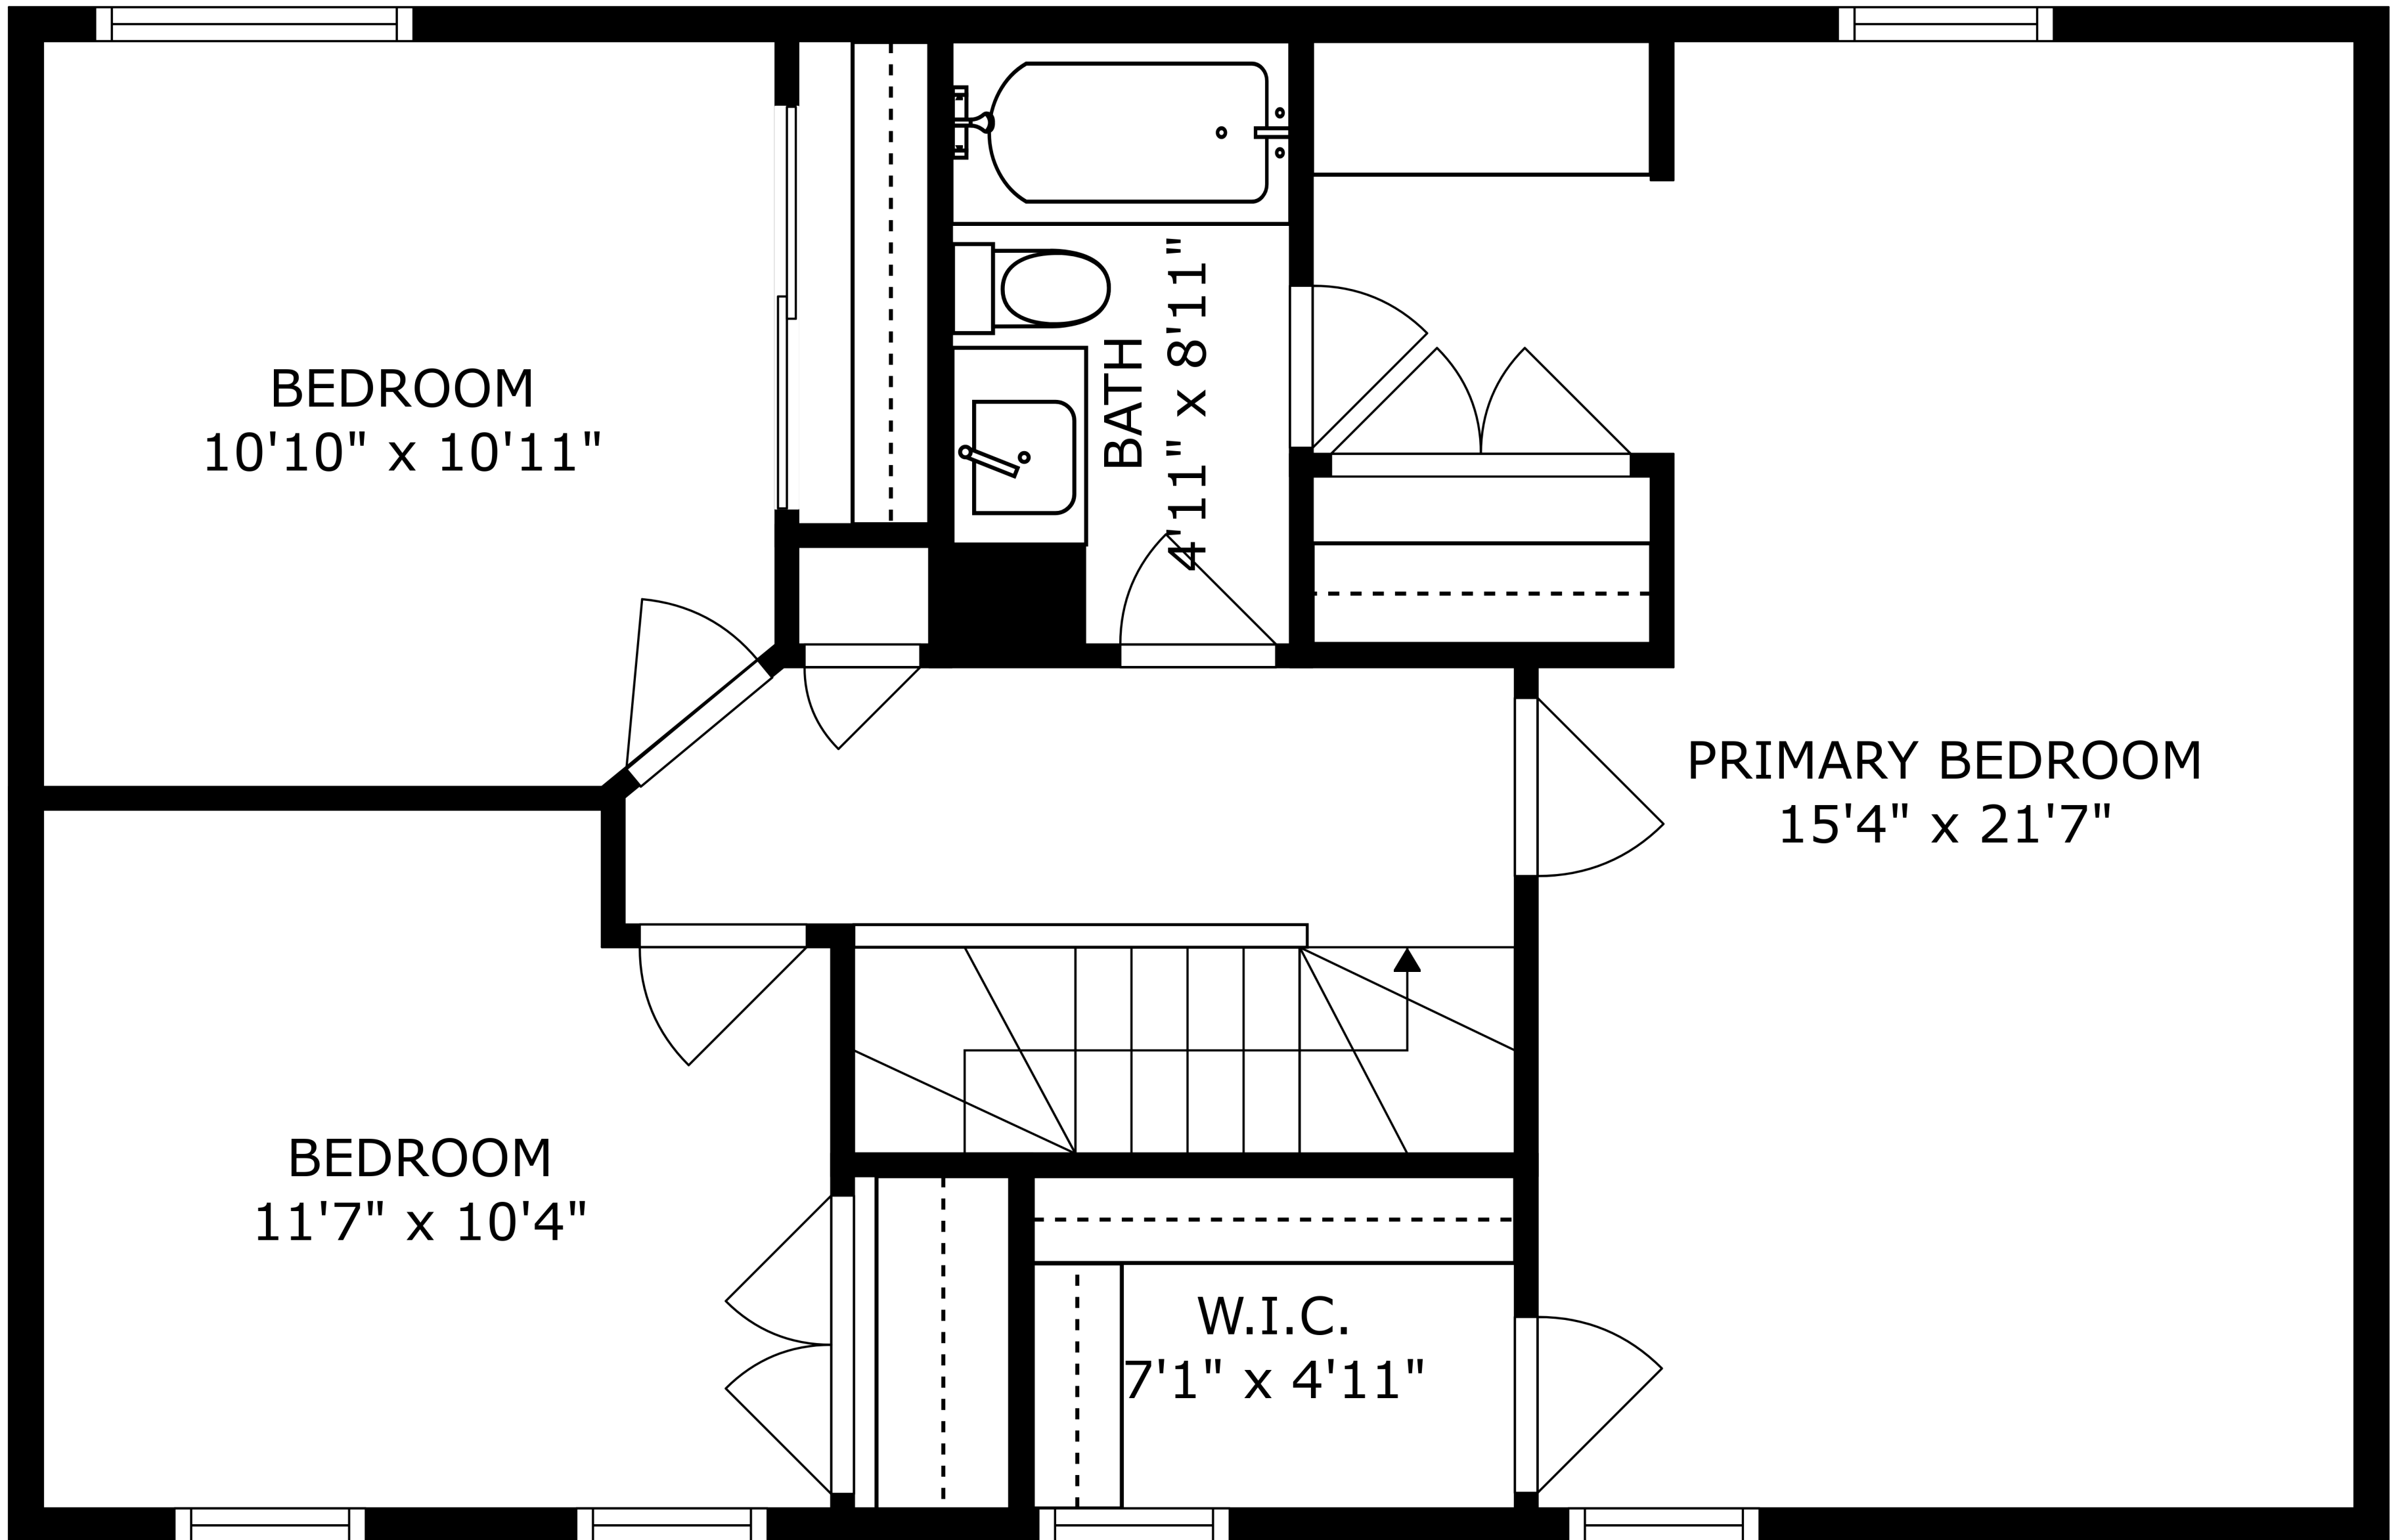 BEDROOM
10'10" x 10'11"
BATH
4'11" x 8'11"
PRIMARY BEDROOM
15'4" x 21'7"
BEDROOM
11'7" x 10'4"
W.I.C.
7'1" x 4'11"